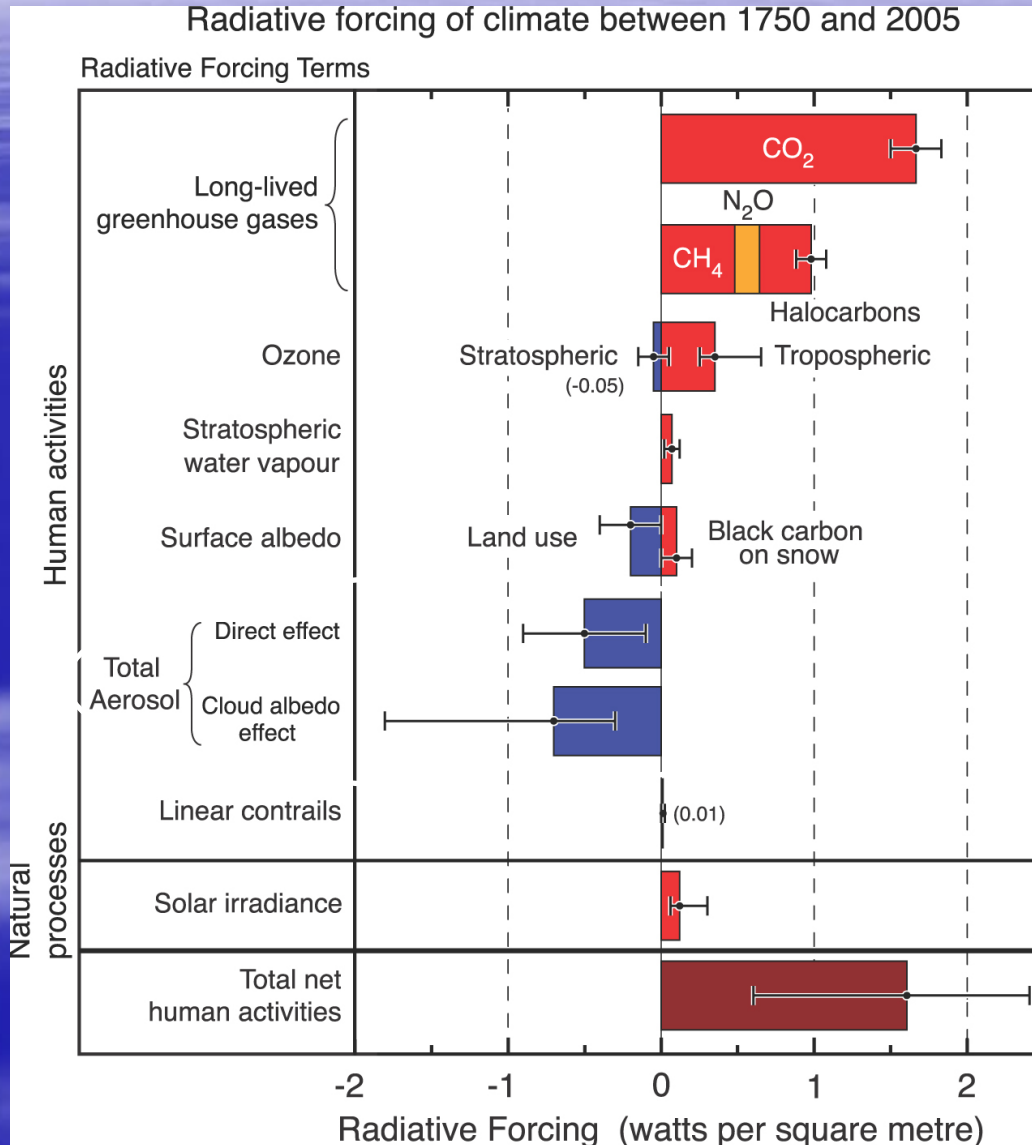 Radiative forcing of climate between 1750 and 2005
Radiative Forcing Terms
CO₂
Long-lived
greenhouse gases
N₂O
CH₄
Halocarbons
Ozone
Stratospheric
(-0.05)
Tropospheric
Human activities
Stratospheric
water vapour
Surface albedo
Land use
Black carbon
on snow
Total
Aerosol
Direct effect
Cloud albedo
effect
Linear contrails
(0.01)
Natural
processes
Solar irradiance
Total net
human activities
-2 -1 0 1 2
Radiative Forcing (watts per square metre)